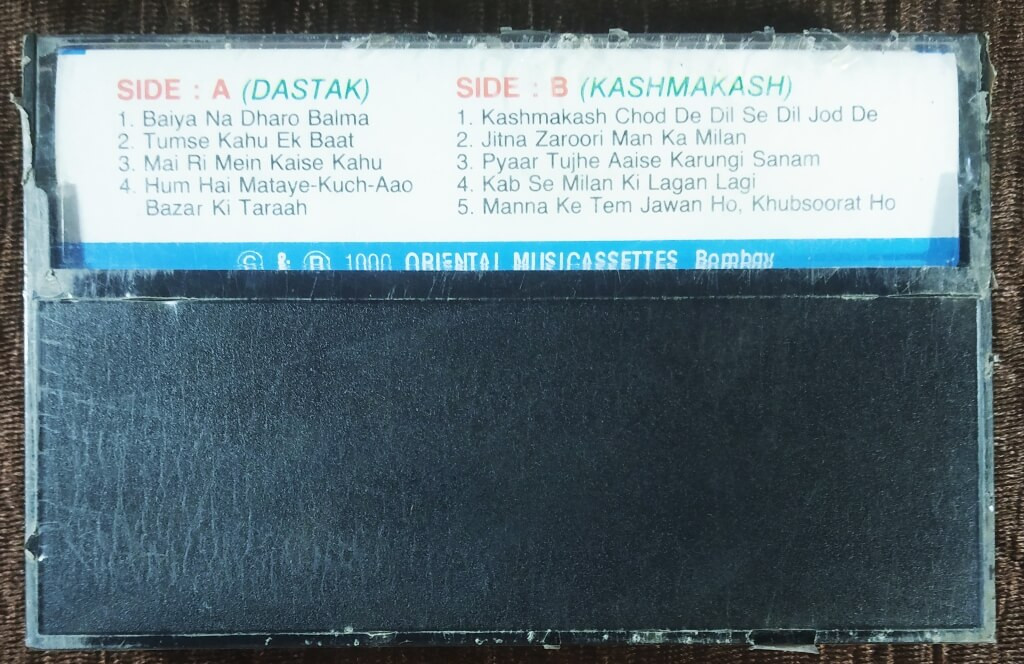 SIDE : A (DASTAK)
1. Baiya Na Dharo Balma
2. Tumse Kahu Ek Baat
3. Mai Ri Mein Kaise Kahu
4. Hum Hai Mataye-Kuch-Aao
Bazar Ki Taraah
SIDE : B (KASHMAKASH)
1. Kashmakash Chod De Dil Se Dil Jod De
2. Jitna Zaroori Man Ka Milan
3. Pyaar Tujhe Aaise Karungi Sanam
4. Kab Se Milan Ki Lagan Lagi
5. Manna Ke Tem Jawan Ho, Khubsoorat Ho
& Ⓟ ORIENTAL MUSICASSETTES Bombay